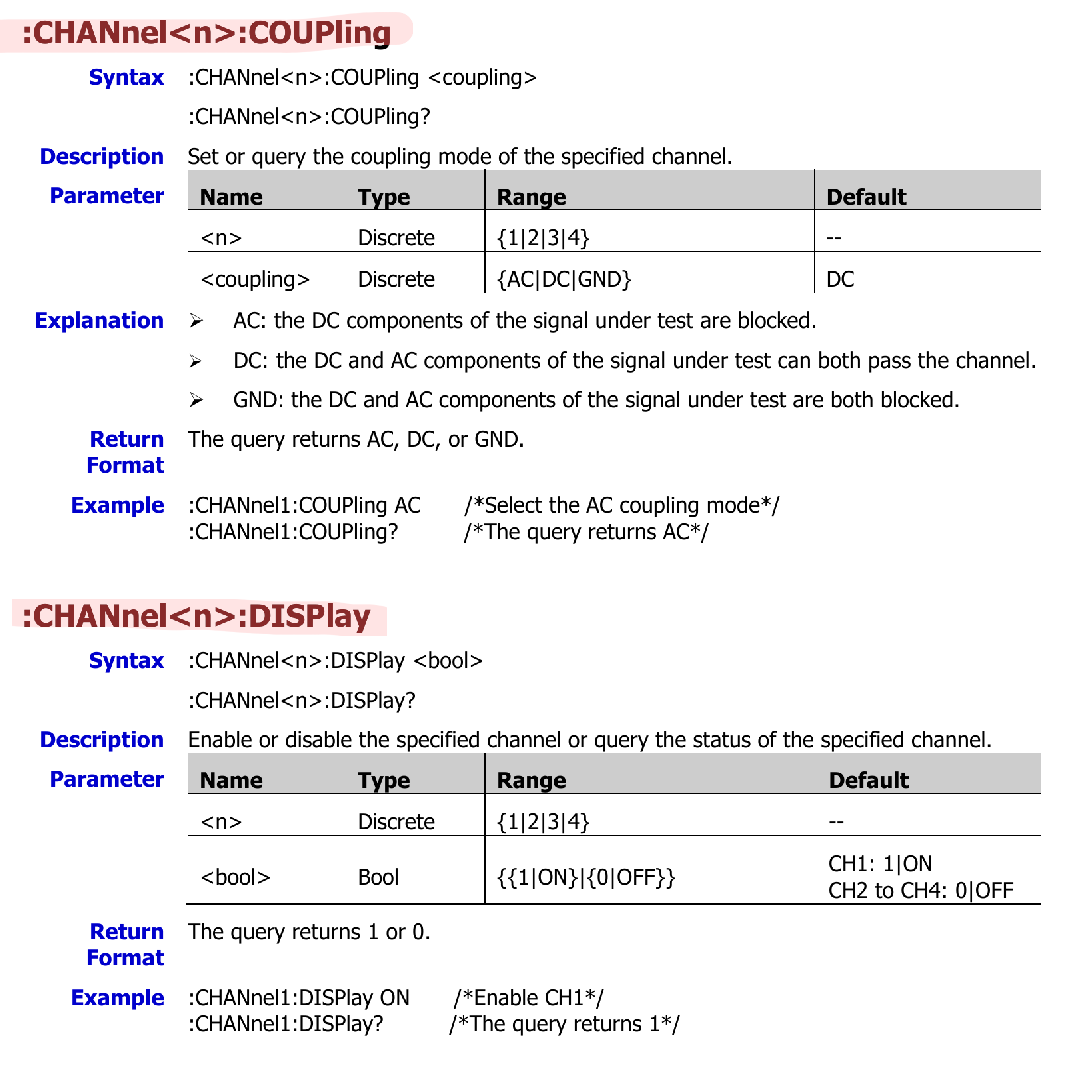 :CHANnel<n>:COUPling
Syntax :CHANnel<n>:COUPling <coupling>
:CHANnel<n>:COUPling?
Description Set or query the coupling mode of the specified channel.
Parameter Name Type Range Default
<n> Discrete {1|2|3|4} --
<coupling> Discrete {AC|DC|GND} DC
Explanation ➢ AC: the DC components of the signal under test are blocked.
➢ DC: the DC and AC components of the signal under test can both pass the channel.
➢ GND: the DC and AC components of the signal under test are both blocked.
Return The query returns AC, DC, or GND.
Format
Example :CHANnel1:COUPling AC /*Select the AC coupling mode*/
:CHANnel1:COUPling? /*The query returns AC*/
:CHANnel<n>:DISPlay
Syntax :CHANnel<n>:DISPlay <bool>
:CHANnel<n>:DISPlay?
Description Enable or disable the specified channel or query the status of the specified channel.
Parameter Name Type Range Default
<n> Discrete {1|2|3|4} --
<bool> Bool {{1|ON}|{0|OFF}} CH1: 1|ON
CH2 to CH4: 0|OFF
Return The query returns 1 or 0.
Format
Example :CHANnel1:DISPlay ON /*Enable CH1*/
:CHANnel1:DISPlay? /*The query returns 1*/